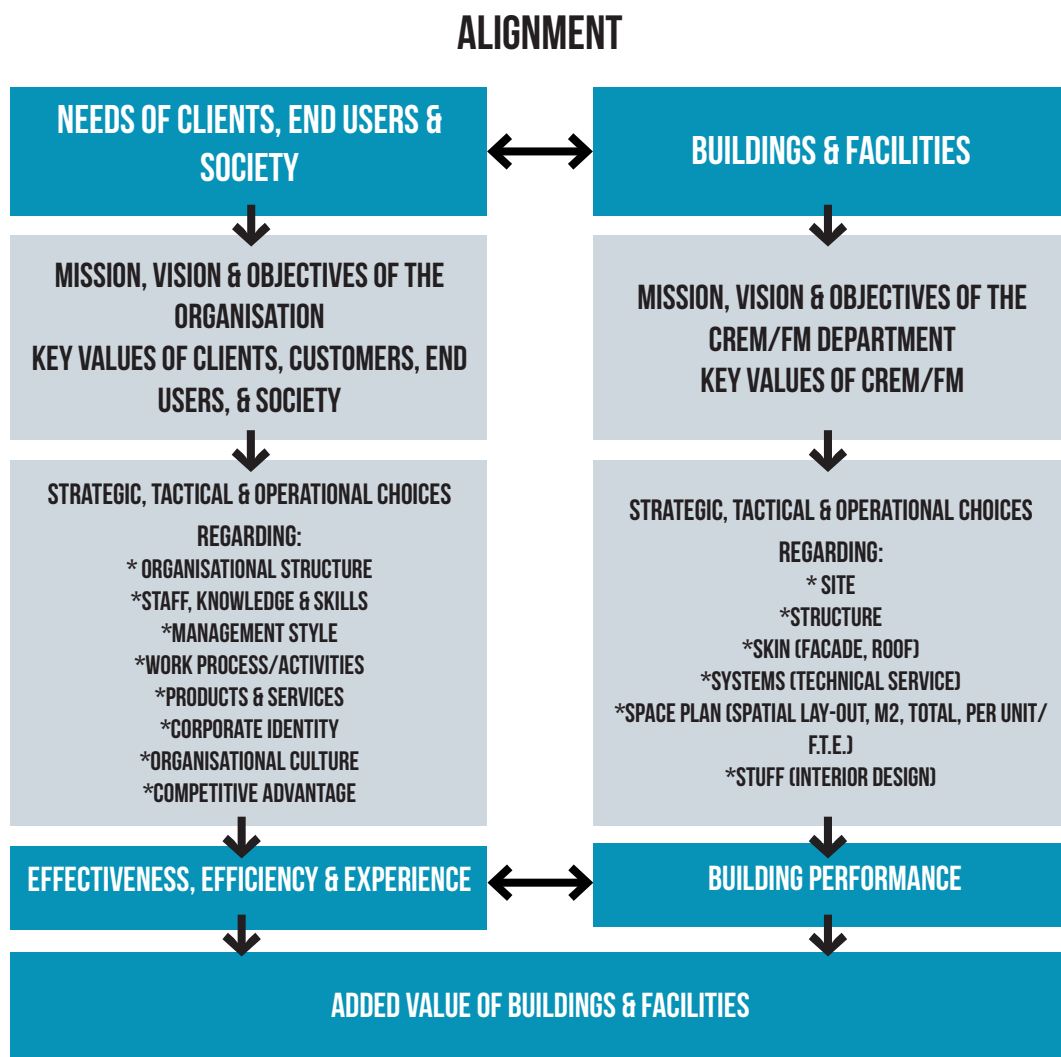 ALIGNMENT
NEEDS OF CLIENTS, END USERS &
SOCIETY
BUILDINGS & FACILITIES
MISSION, VISION & OBJECTIVES OF THE
ORGANISATION
KEY VALUES OF CLIENTS, CUSTOMERS, END
USERS, & SOCIETY
MISSION, VISION & OBJECTIVES OF THE
CREM/FM DEPARTMENT
KEY VALUES OF CREM/FM
STRATEGIC, TACTICAL & OPERATIONAL CHOICES
REGARDING:
* ORGANISATIONAL STRUCTURE
*STAFF, KNOWLEDGE & SKILLS
*MANAGEMENT STYLE
*WORK PROCESS/ACTIVITIES
*PRODUCTS & SERVICES
*CORPORATE IDENTITY
*ORGANISATIONAL CULTURE
*COMPETITIVE ADVANTAGE
STRATEGIC, TACTICAL & OPERATIONAL CHOICES
REGARDING:
* SITE
*STRUCTURE
*SKIN (FACADE, ROOF)
*SYSTEMS (TECHNICAL SERVICE)
*SPACE PLAN (SPATIAL LAY-OUT, M2, TOTAL, PER UNIT/
F.T.E.)
*STUFF (INTERIOR DESIGN)
EFFECTIVENESS, EFFICIENCY & EXPERIENCE
BUILDING PERFORMANCE
ADDED VALUE OF BUILDINGS & FACILITIES